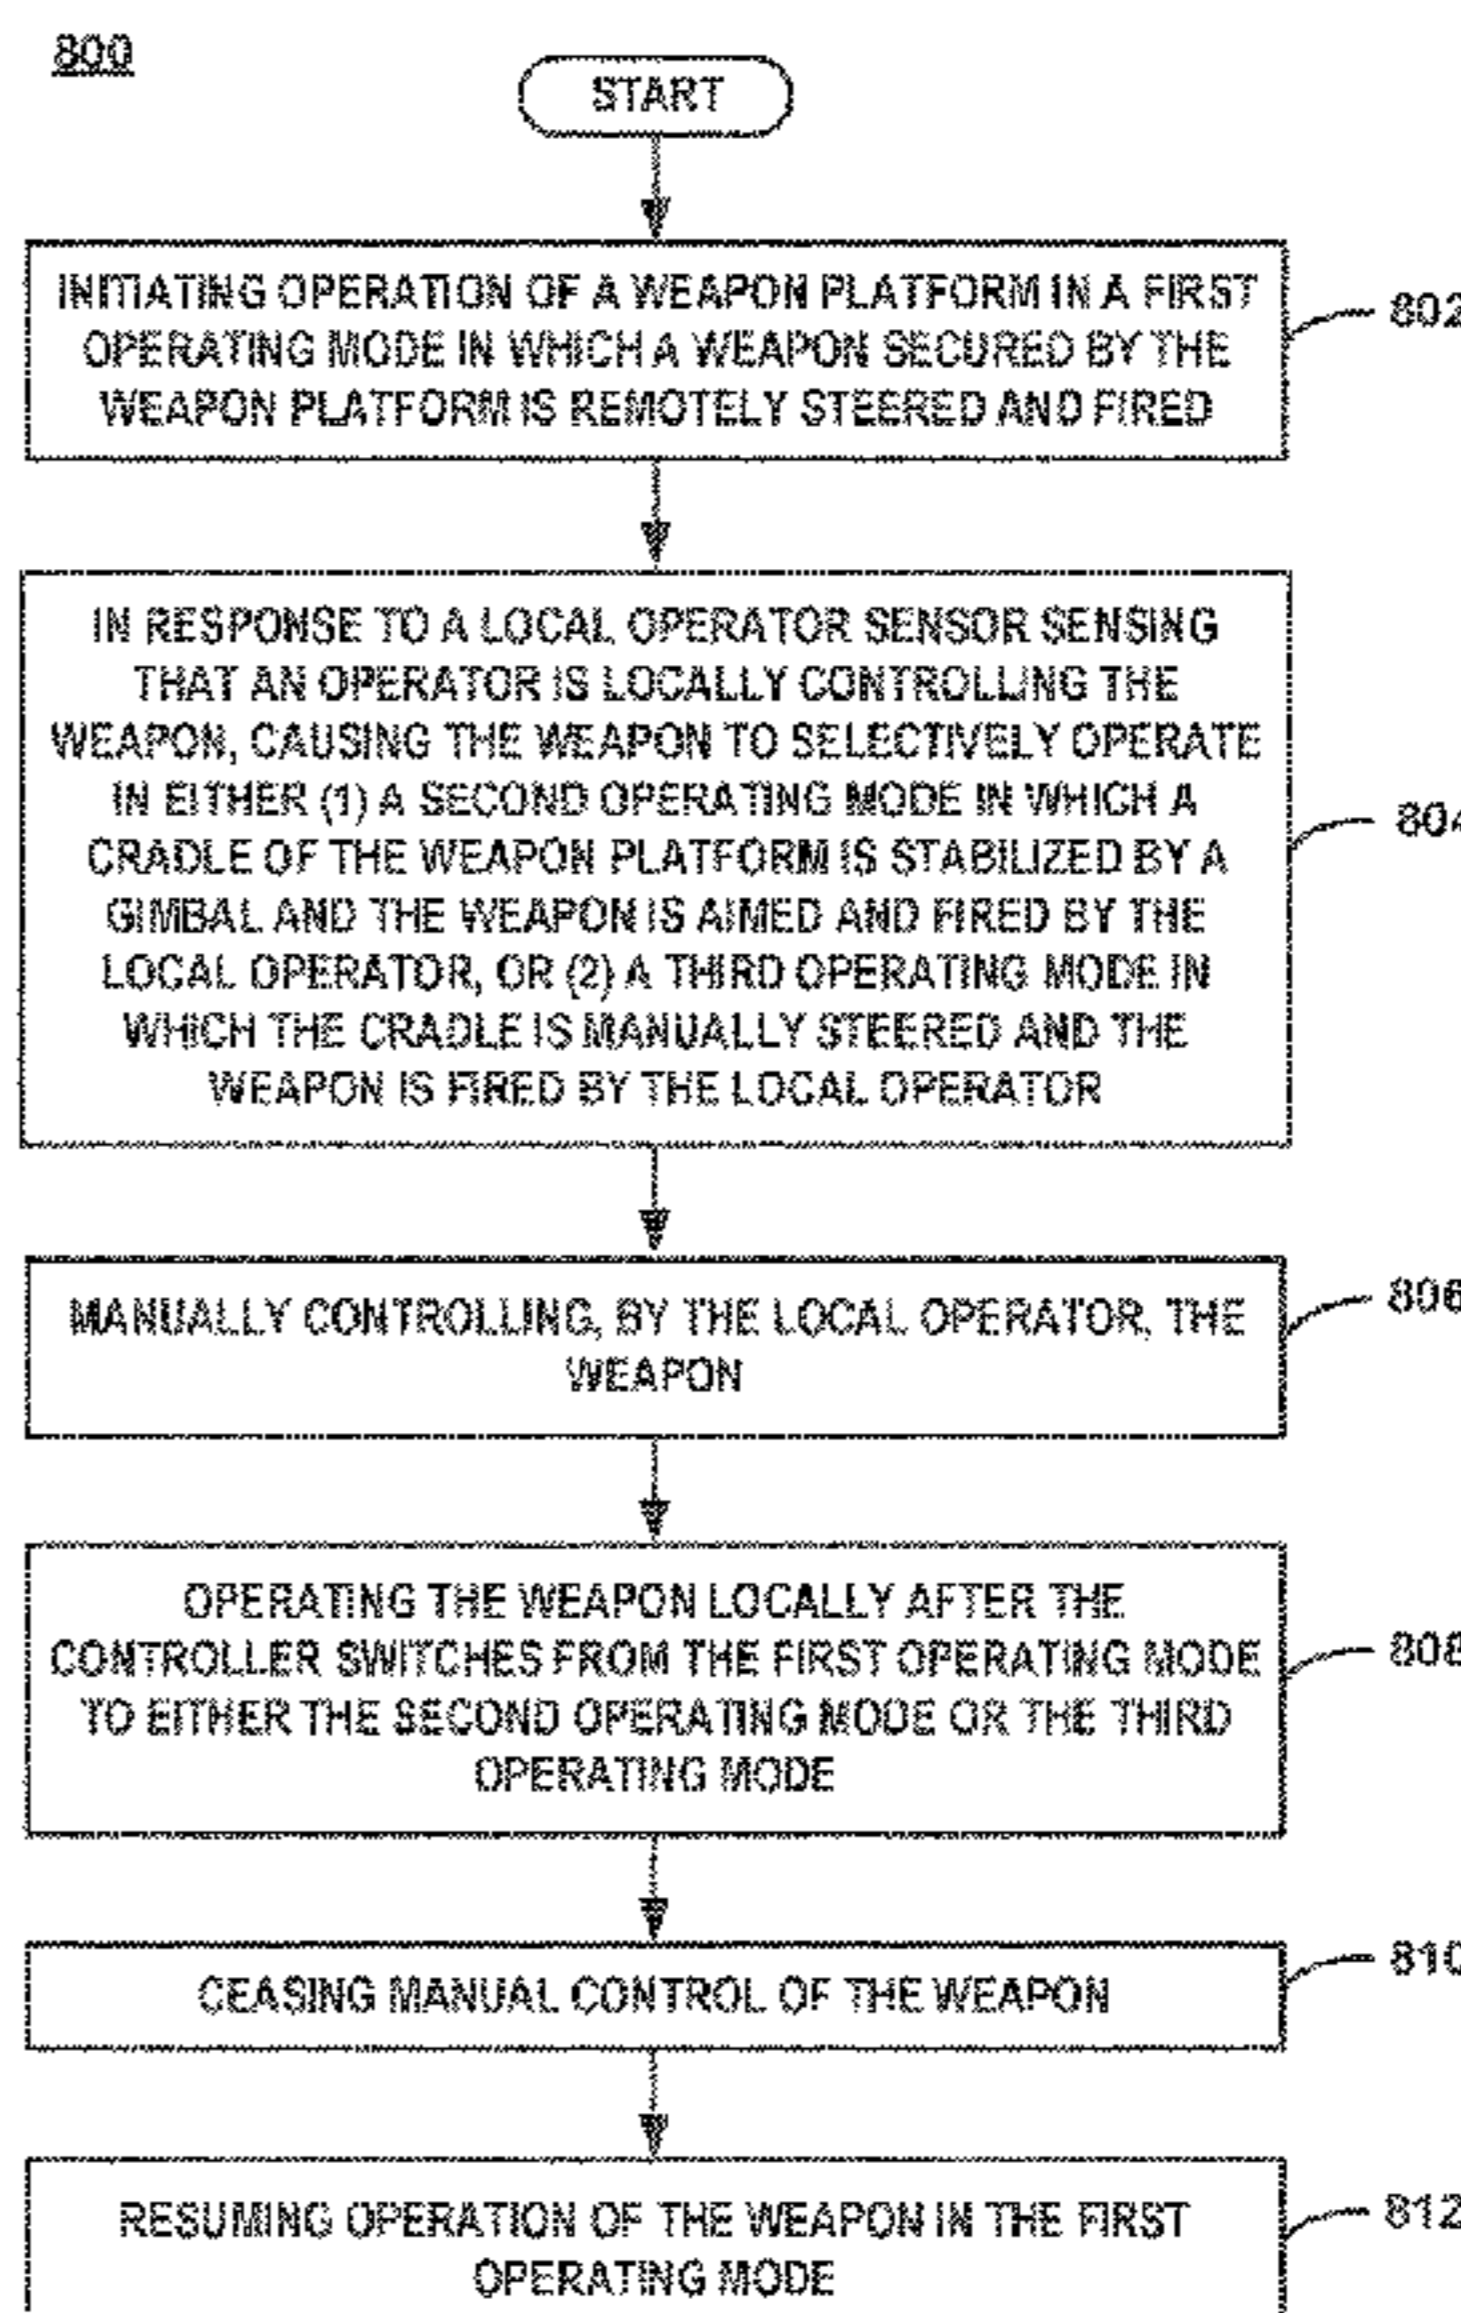 800
START
INITIATING OPERATION OF A WEAPON PLATFORM IN A FIRST
OPERATING MODE IN WHICH A WEAPON SECURED BY THE
WEAPON PLATFORM IS REMOTELY STEERED AND FIRED
802
IN RESPONSE TO A LOCAL OPERATOR SENSOR SENSING
THAT AN OPERATOR IS LOCALLY CONTROLLING THE
WEAPON, CAUSING THE WEAPON TO SELECTIVELY OPERATE
IN EITHER (1) A SECOND OPERATING MODE IN WHICH A
CRADLE OF THE WEAPON PLATFORM IS STABILIZED BY A
GIMBAL AND THE WEAPON IS AIMED AND FIRED BY THE
LOCAL OPERATOR, OR (2) A THIRD OPERATING MODE IN
WHICH THE CRADLE IS MANUALLY STEERED AND THE
WEAPON IS FIRED BY THE LOCAL OPERATOR
804
MANUALLY CONTROLLING, BY THE LOCAL OPERATOR, THE
WEAPON
806
OPERATING THE WEAPON LOCALLY AFTER THE
CONTROLLER SWITCHES FROM THE FIRST OPERATING MODE
TO EITHER THE SECOND OPERATING MODE OR THE THIRD
OPERATING MODE
808
CEASING MANUAL CONTROL OF THE WEAPON
810
RESUMING OPERATION OF THE WEAPON IN THE FIRST
OPERATING MODE
812